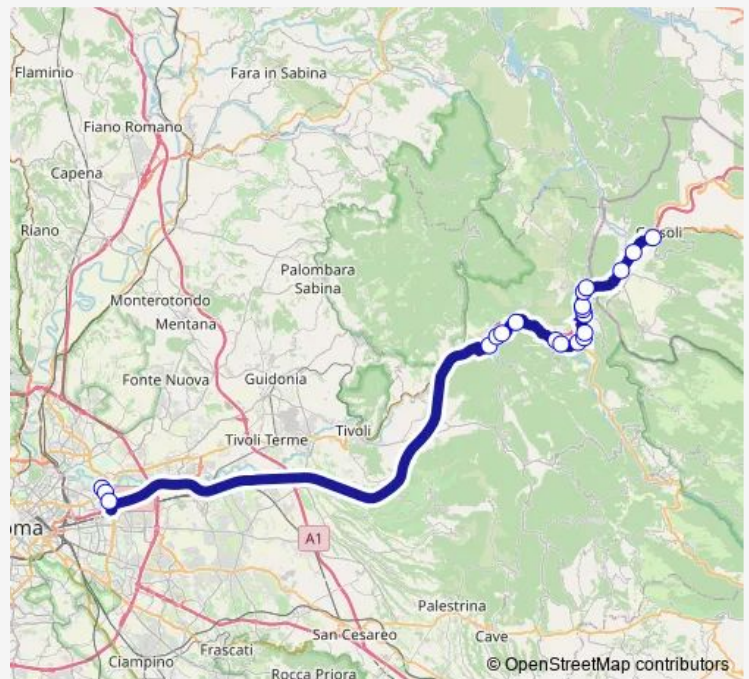 Flaminio
Fara in Sabina
Fiano Romano
Capena
Riano
Palombara
Sabina
Monterotondo
Mentana
Fonte Nuova
Guidonia
Tivoli
Tivoli Terme
oma
A1
Palestrina
San Cesareo
Cave
Frascati
Ciampino
Rocca Priora
© OpenStreetMap contributors